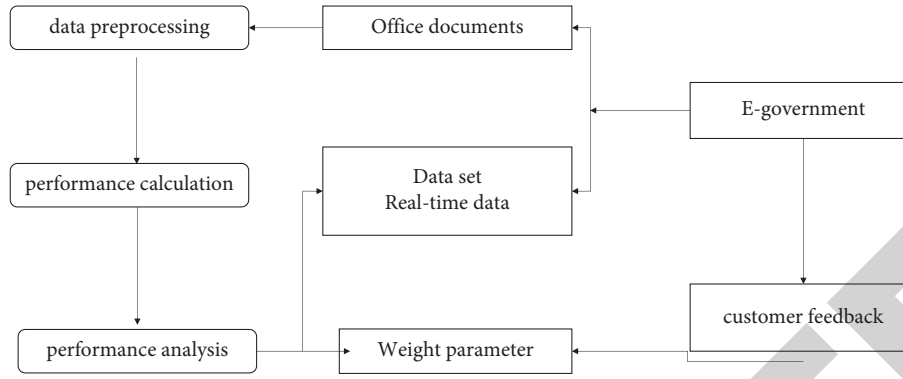 data preprocessing
Office documents
E-government
performance calculation
Data set
Real-time data
customer feedback
performance analysis
Weight parameter